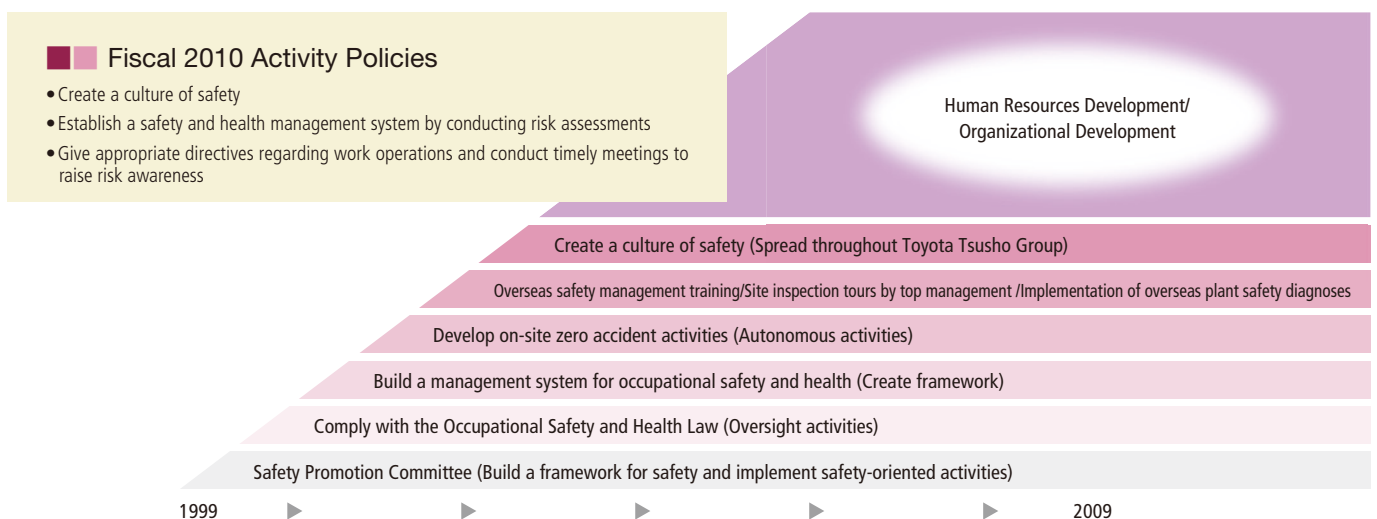 Fiscal 2010 Activity Policies
• Create a culture of safety
• Establish a safety and health management system by conducting risk assessments
• Give appropriate directives regarding work operations and conduct timely meetings to
raise risk awareness
Human Resources Development/
Organizational Development
Create a culture of safety (Spread throughout Toyota Tsusho Group)
Overseas safety management training/Site inspection tours by top management /Implementation of overseas plant safety diagnoses
Develop on-site zero accident activities (Autonomous activities)
Build a management system for occupational safety and health (Create framework)
Comply with the Occupational Safety and Health Law (Oversight activities)
Safety Promotion Committee (Build a framework for safety and implement safety-oriented activities)
1999 ▶ ▶ ▶ ▶ ▶ 2009